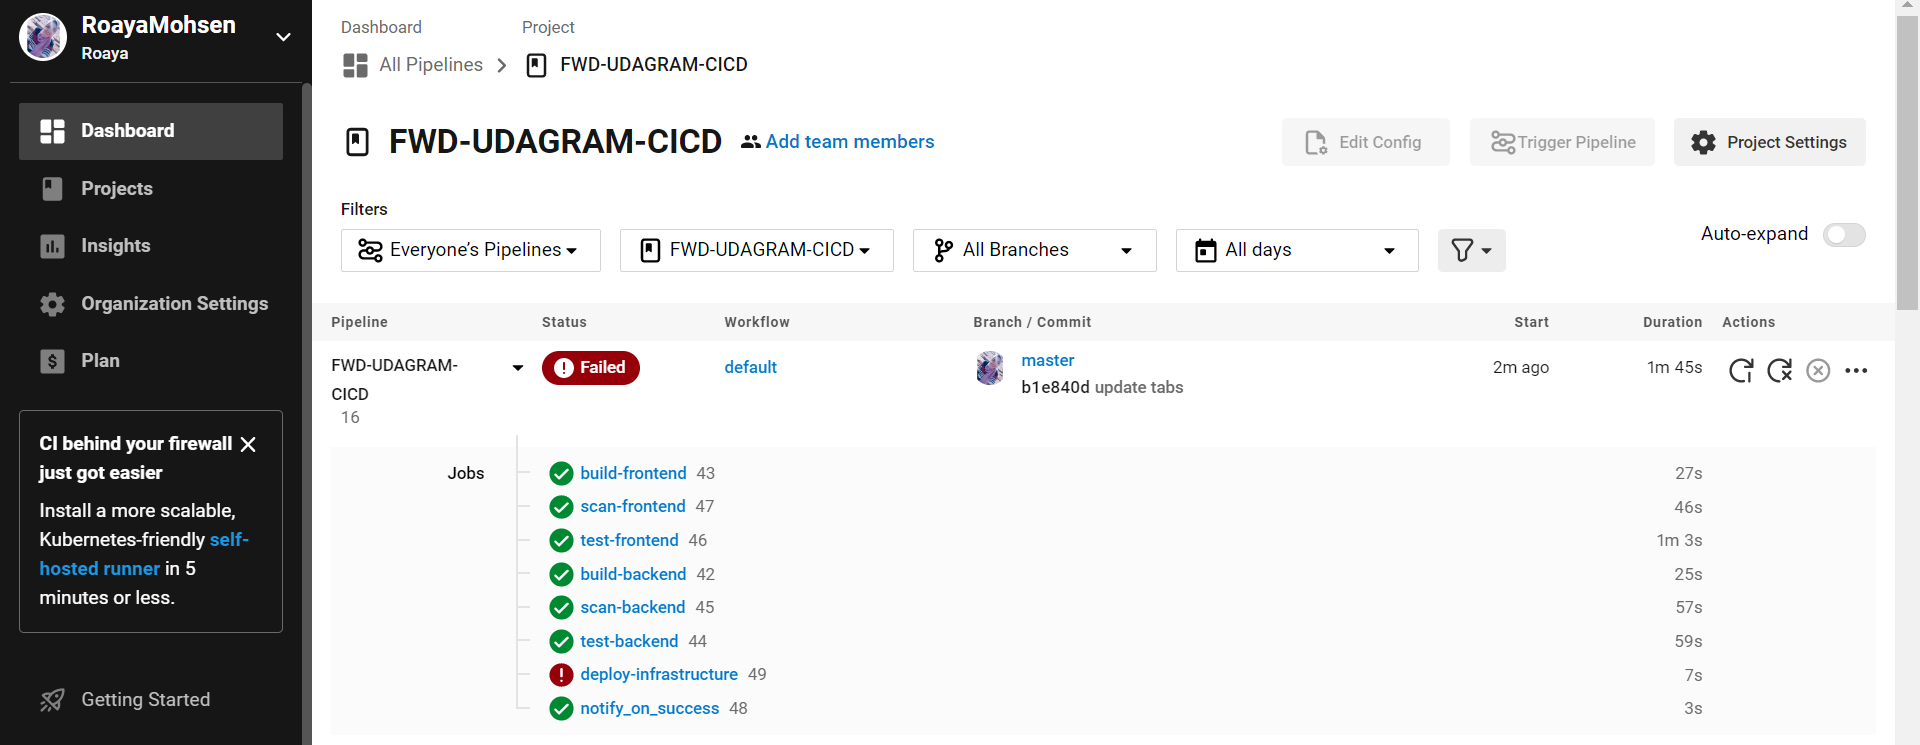 RoayaMohsen
Roaya
Dashboard
Projects
Insights
Organization Settings
Plan
CI behind your firewall
just got easier
Install a more scalable,
Kubernetes-friendly self-
hosted runner in 5
minutes or less.
Getting Started
Dashboard Project
All Pipelines FWD-UDAGRAM-CICD
FWD-UDAGRAM-CICD Add team members Edit Config Trigger Pipeline Project Settings
Filters
Everyone’s Pipelines FWD-UDAGRAM-CICD All Branches All days Auto-expand
Pipeline Status Workflow Branch / Commit Start Duration Actions
FWD-UDAGRAM-
CICD
16
Failed default master 2m ago 1m 45s
b1e840d update tabs
Jobs build-frontend 43 27s
scan-frontend 47 46s
test-frontend 46 1m 3s
build-backend 42 25s
scan-backend 45 57s
test-backend 44 59s
deploy-infrastructure 49 7s
notify_on_success 48 3s